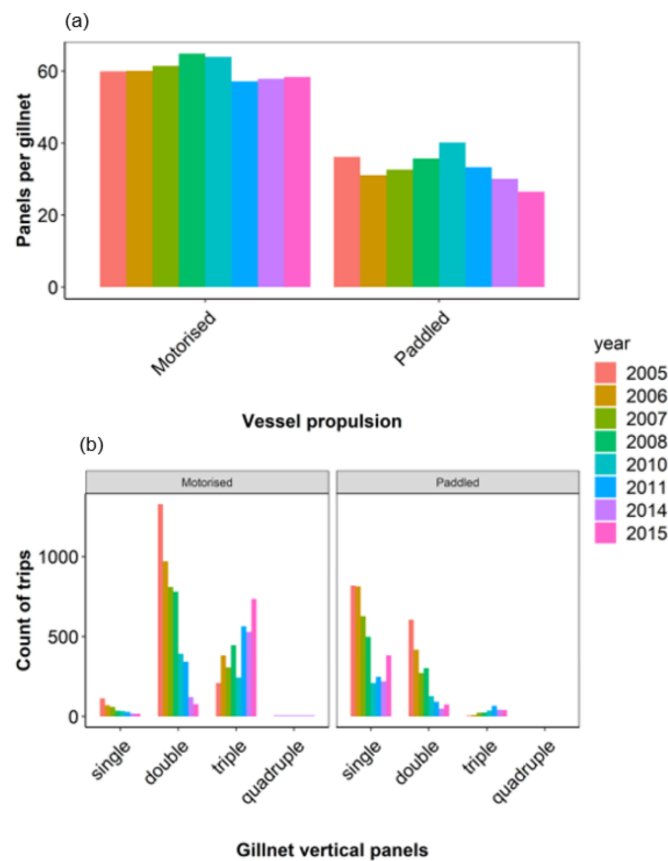 (a)
Panels per gillnet
60
40
20
0
Motorised
Paddled
Vessel propulsion
year
2005
2006
2007
2008
2010
2011
2014
2015
(b)
Motorised
Paddled
Count of trips
1000
500
0
single
double
triple
quadruple
single
double
triple
quadruple
Gillnet vertical panels